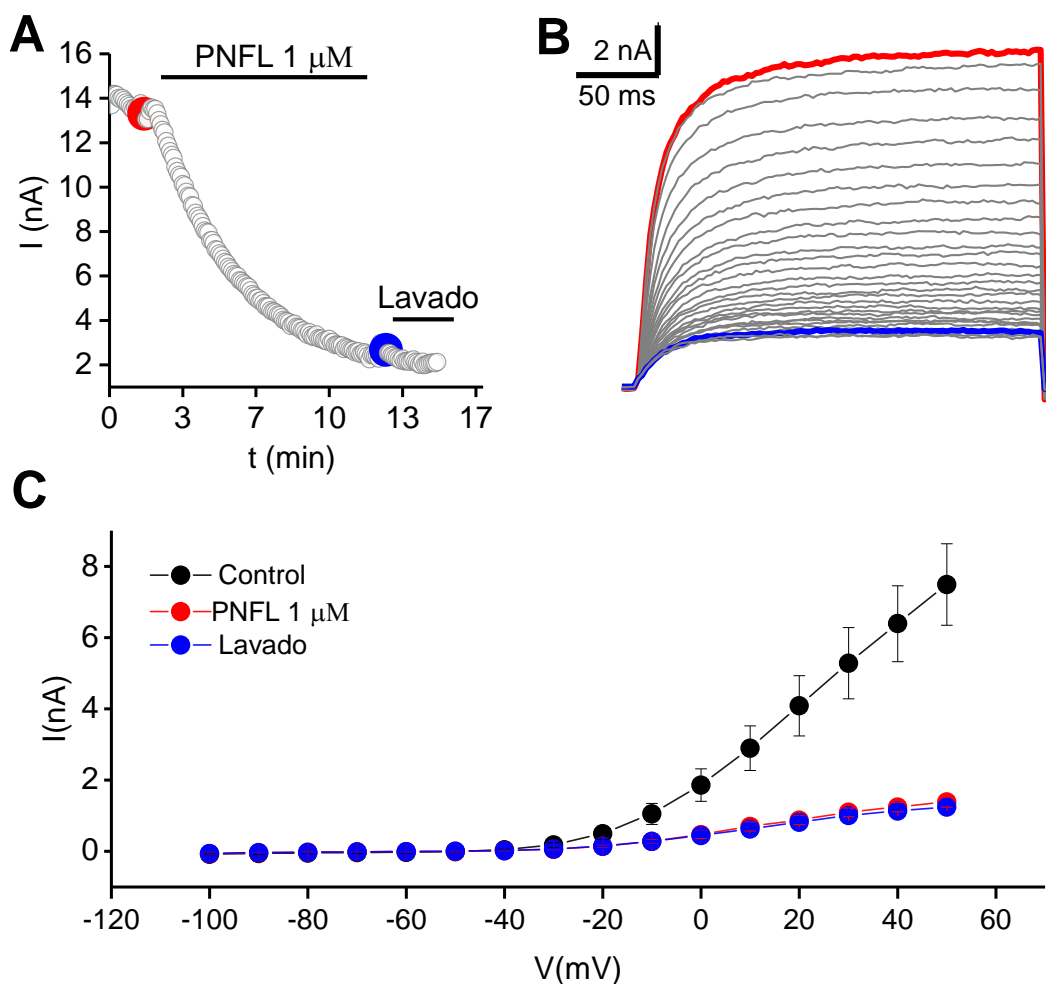 A
PNFL 1 μM
Lavado
I (nA)
16
14
12
10
8
6
4
2
0 3 7 10 13 17
t (min)
B
2 nA
50 ms
C
Control
PNFL 1 μM
Lavado
I(nA)
8
6
4
2
0
-120 -100 -80 -60 -40 -20 0 20 40 60
V(mV)